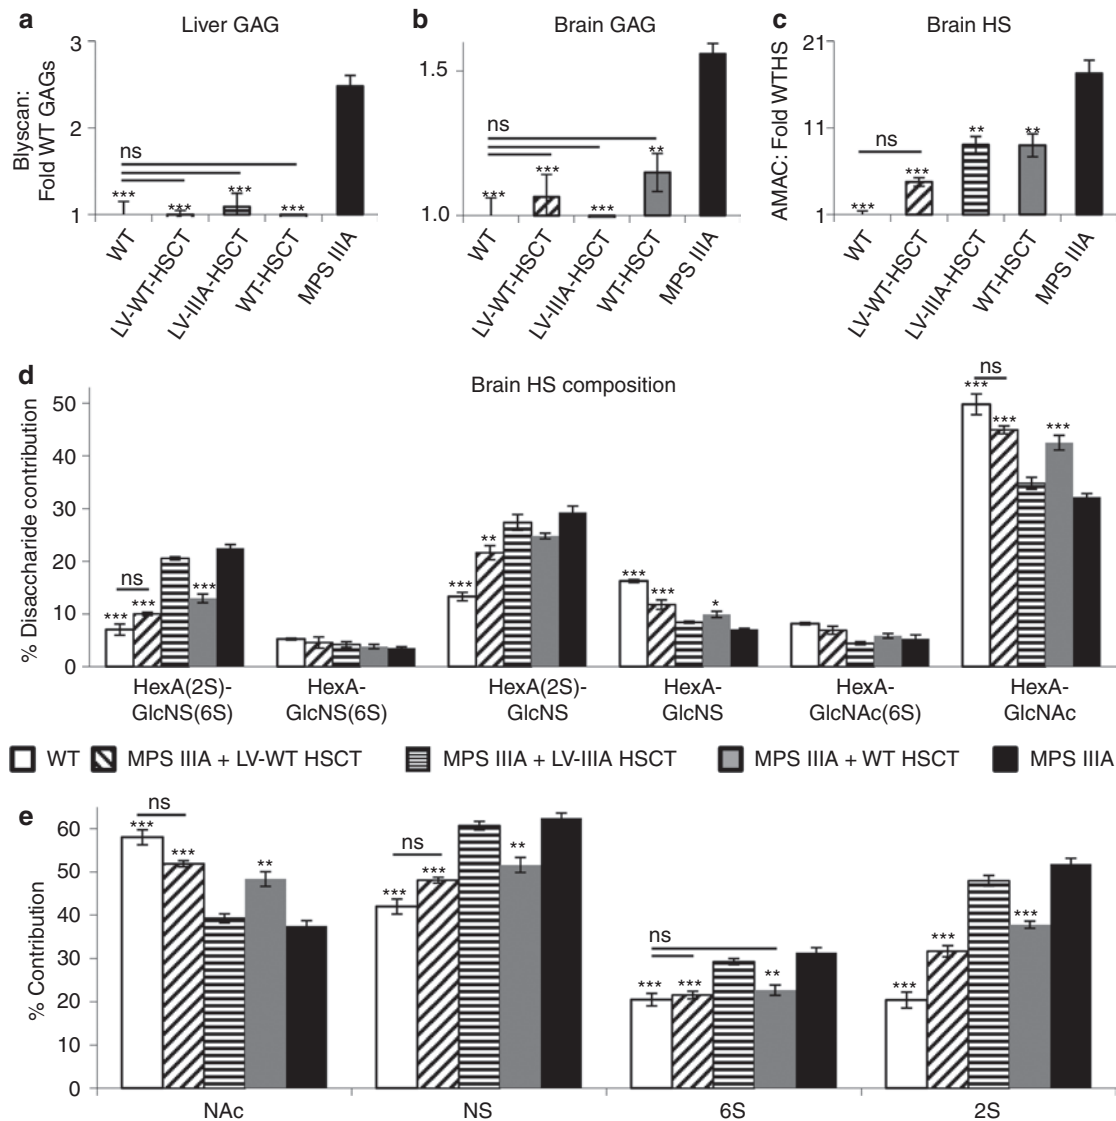 a
Liver GAG
Blyscan:
Fold WT GAGs
3
2
1
ns
***
***
***
***
WT
LV-WT-HSCT
LV-IIIA-HSCT
WT-HSCT
MPS IIIA
b
Brain GAG
1.5
1.0
ns
***
***
***
**
WT
LV-WT-HSCT
LV-IIIA-HSCT
WT-HSCT
MPS IIIA
c
Brain HS
AMAC: Fold WTHS
21
11
1
ns
***
***
**
**
WT
LV-WT-HSCT
LV-IIIA-HSCT
WT-HSCT
MPS IIIA
d
Brain HS composition
% Disaccharide contribution
50
40
30
20
10
0
ns
***
***
***
***
**
***
***
*
ns
***
***
***
HexA(2S)-
GlcNS(6S)
HexA-
GlcNS(6S)
HexA(2S)-
GlcNS
HexA-
GlcNS
HexA-
GlcNAc(6S)
HexA-
GlcNAc
WT
MPS IIIA + LV-WT HSCT
MPS IIIA + LV-IIIA HSCT
MPS IIIA + WT HSCT
MPS IIIA
e
% Contribution
60
50
40
30
20
10
0
ns
***
***
**
ns
***
***
**
ns
***
***
**
***
***
***
NAc
NS
6S
2S